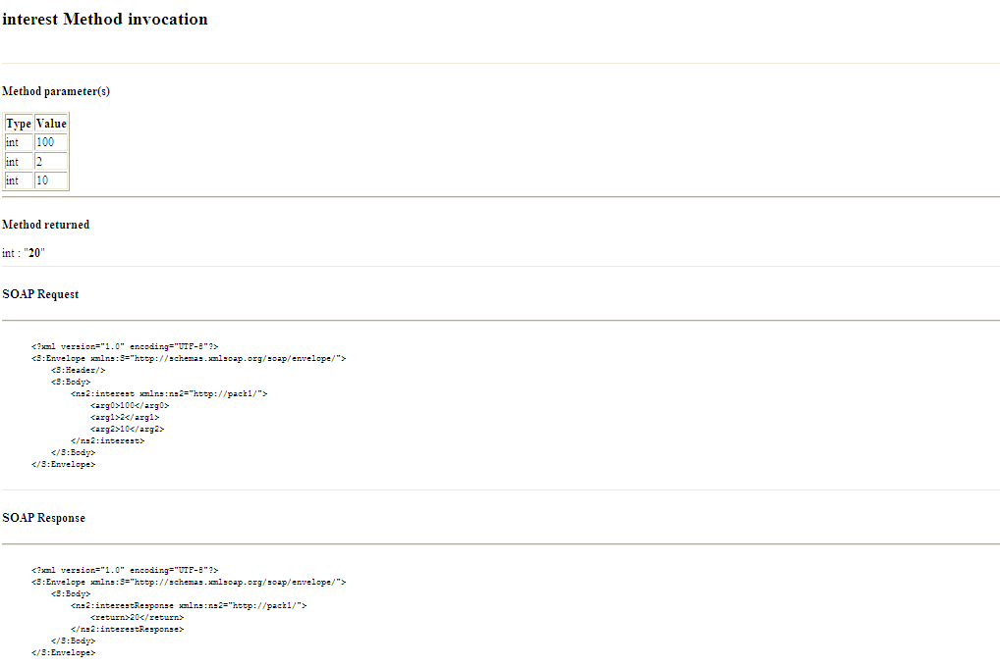 interest Method invocation
Method parameter(s)
Type Value
int 100
int 2
int 10
Method returned
int : "20"
SOAP Request
<?xml version="1.0" encoding="UTF-8"?>
<S:Envelope xmlns:S="http://schemas.xmlsoap.org/soap/envelope/">
<S:Header/>
<S:Body>
<ns2:interest xmlns:ns2="http://pack1/">
<arg0>100</arg0>
<arg1>2</arg1>
<arg2>10</arg2>
</ns2:interest>
</S:Body>
</S:Envelope>
SOAP Response
<?xml version="1.0" encoding="UTF-8"?>
<S:Envelope xmlns:S="http://schemas.xmlsoap.org/soap/envelope/">
<S:Body>
<ns2:interestResponse xmlns:ns2="http://pack1/">
<return>20</return>
</ns2:interestResponse>
</S:Body>
</S:Envelope>